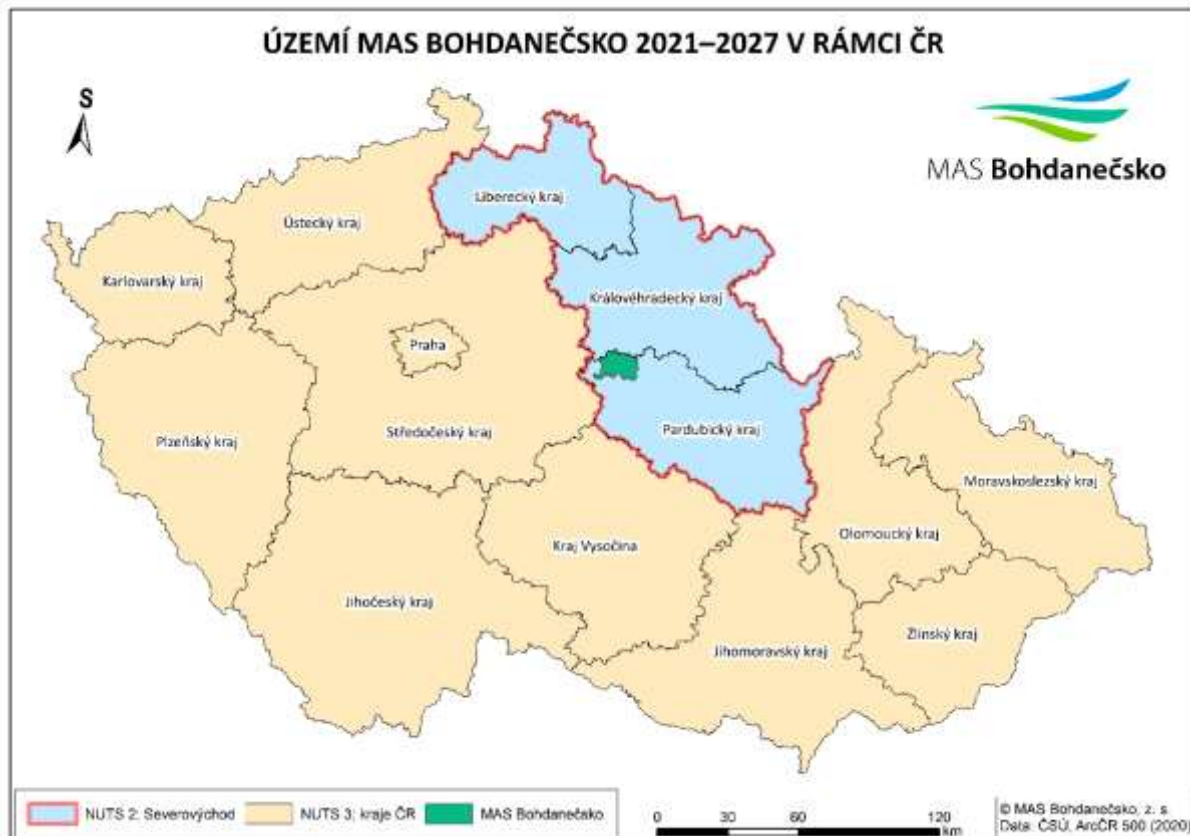 ÚZEMÍ MAS BOHDANEČSKO 2021–2027 V RÁMCI ČR
S
MAS Bohdanečsko
Liberecký kraj
Ústecký kraj
Karlovarský kraj
Královéhradecký kraj
Praha
Středočeský kraj
Pardubický kraj
Plzeňský kraj
Moravskoslezský kraj
Olomoucký kraj
Kraj Vysočina
Jihočeský kraj
Zlínský kraj
Jihomoravský kraj
NUTS 2: Severovýchod
NUTS 3: kraje ČR
MAS Bohdanečsko
0 30 60 120
km
© MAS Bohdanečsko, z. s.
Data: ČSÚ, ArcČR 500 (2020)